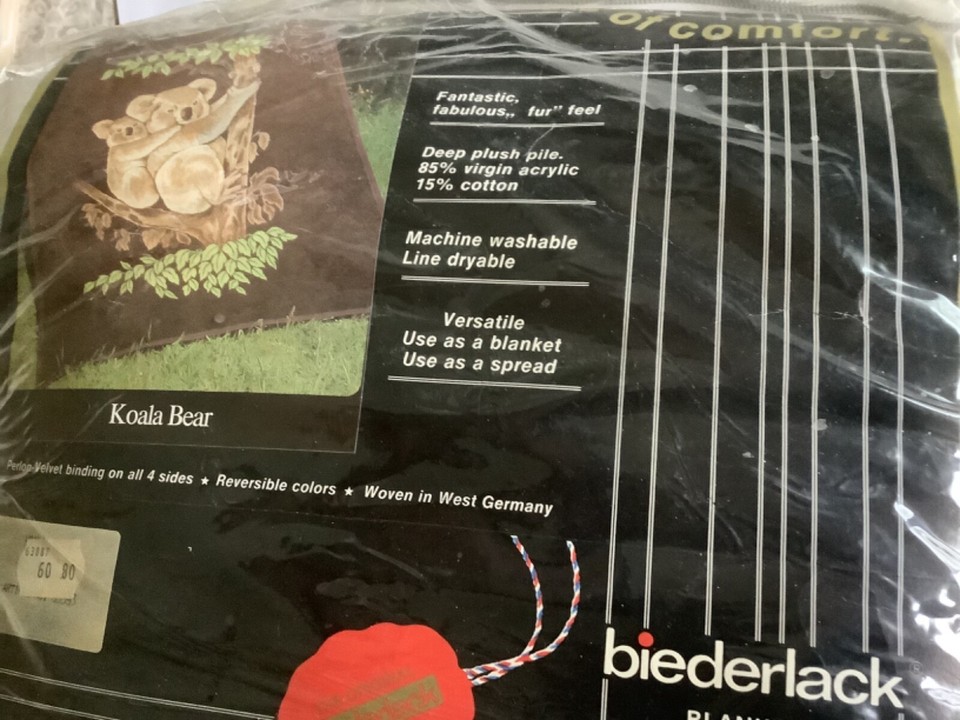 of comfort.
Fantastic,
fabulous,, fur" feel
Deep plush pile.
85% virgin acrylic
15% cotton
Machine washable
Line dryable
Versatile
Use as a blanket
Use as a spread
Koala Bear
Perlon-Velvet binding on all 4 sides ★ Reversible colors ★ Woven in West Germany
60 80
biederlack